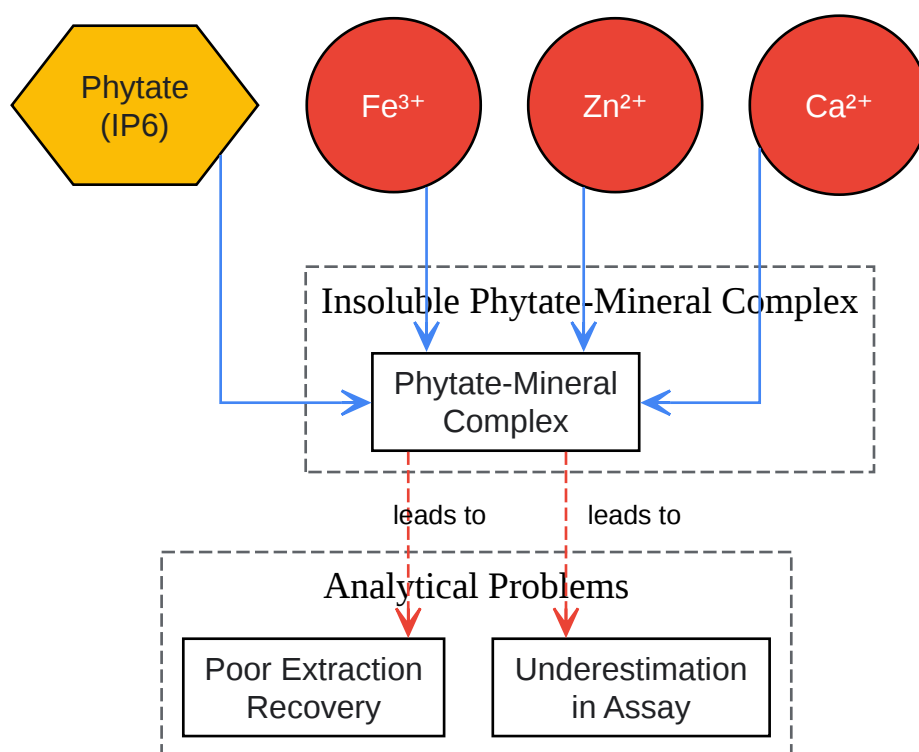 Phytate
(IP6)
Fe³⁺
Zn²⁺
Ca²⁺
Insoluble Phytate-Mineral Complex
Phytate-Mineral
Complex
leads to
leads to
Analytical Problems
Poor Extraction
Recovery
Underestimation
in Assay